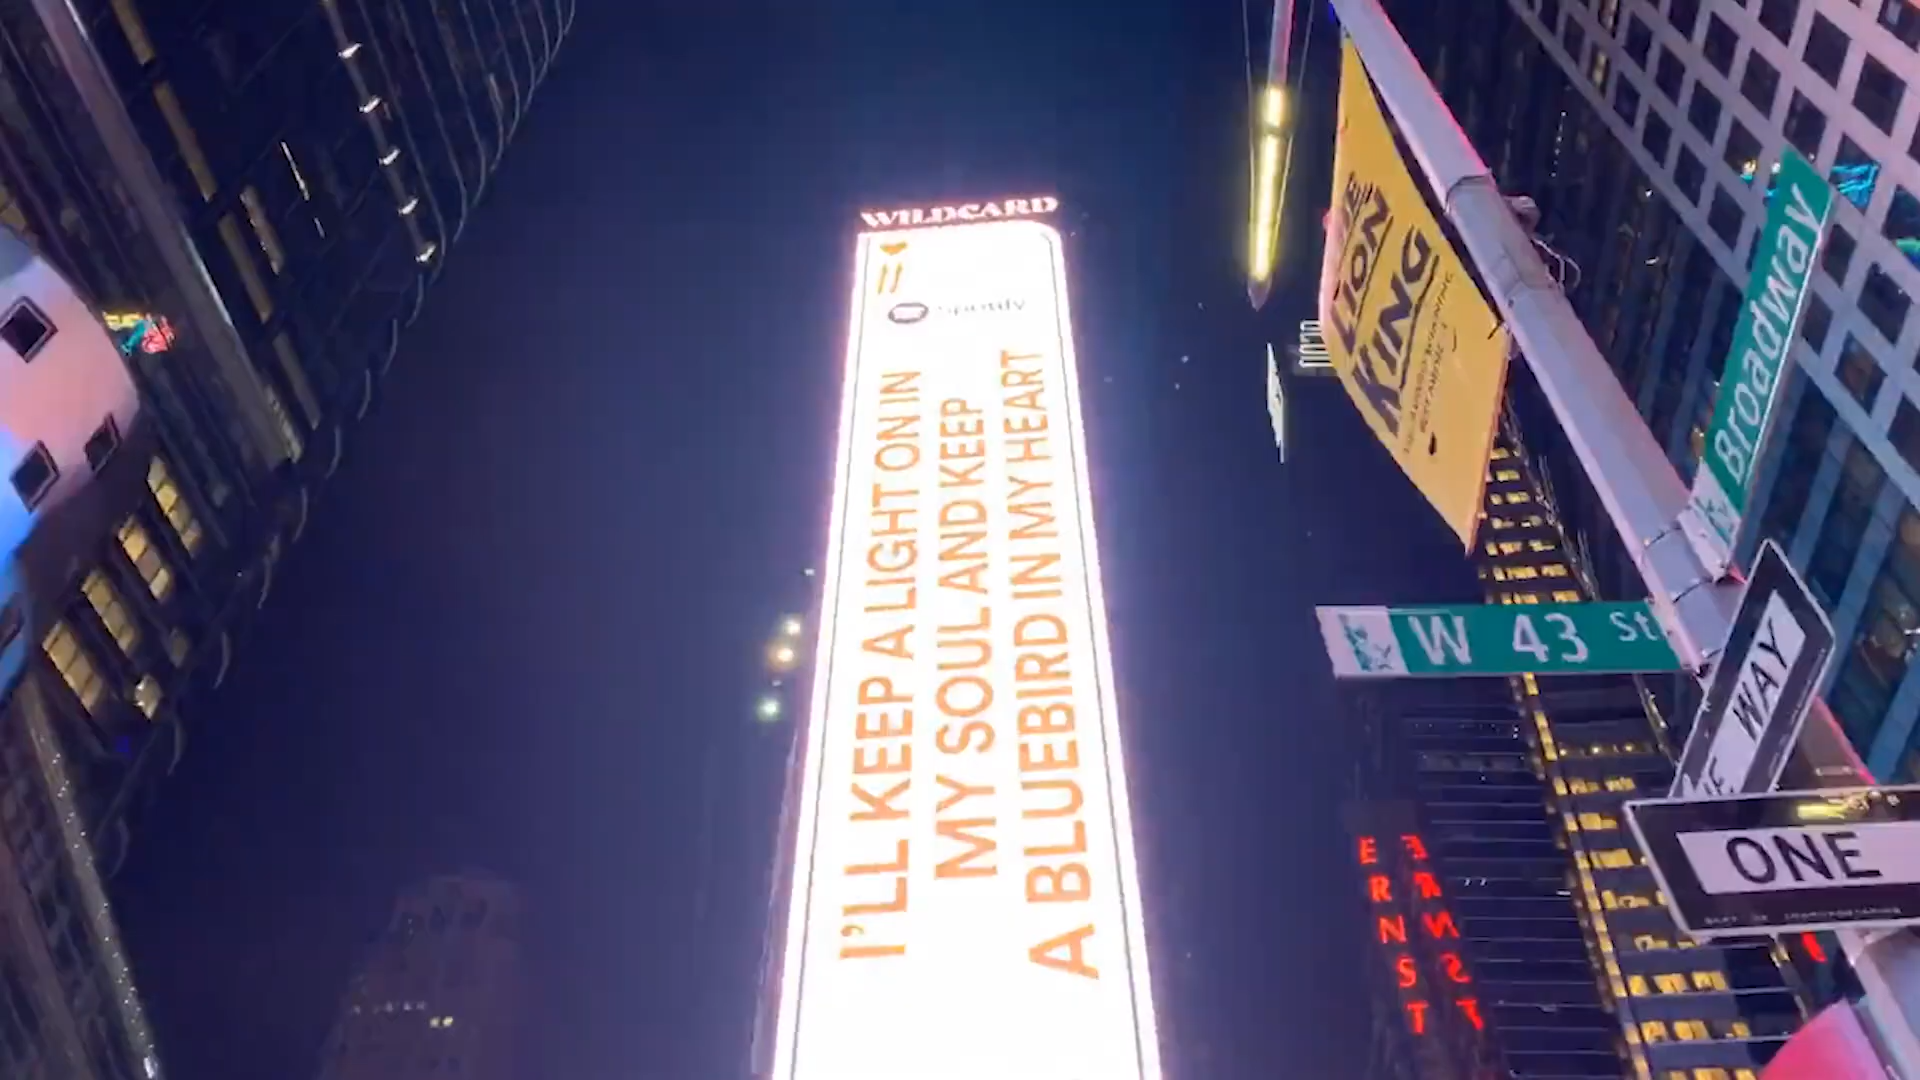 WILDCARD
Spotify
I'LL KEEP A LIGHT ON IN
MY SOUL AND KEEP
A BLUEBIRD IN MY HEART
THE
LION
KING
Broadway
W 43 St
WAY
ONE
ERNST
ERNST